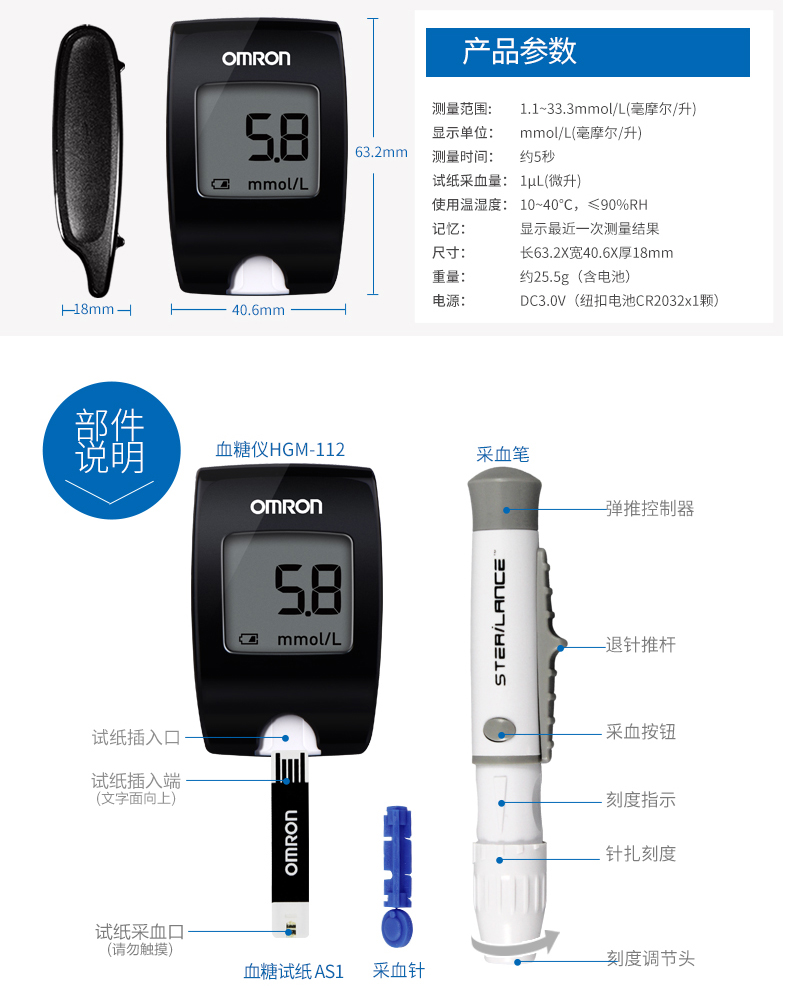 OMRON
5.8
mmol/L
63.2mm
18mm
40.6mm
产品参数
测量范围: 1.1~33.3mmol/L(毫摩尔/升)
显示单位: mmol/L(毫摩尔/升)
测量时间: 约5秒
试纸采血量: 1μL(微升)
使用温湿度: 10~40℃，≤90%RH
记忆: 显示最近一次测量结果
尺寸: 长63.2X宽40.6X厚18mm
重量: 约25.5g（含电池）
电源: DC3.0V（纽扣电池CR2032x1颗）
部件
说明
血糖仪HGM-112
OMRON
5.8
mmol/L
试纸插入口
试纸插入端
(文字面向上)
OMRON
试纸采血口
(请勿触摸)
血糖试纸AS1
采血针
采血笔
STERiLANCE™
弹推控制器
退针推杆
采血按钮
刻度指示
针扎刻度
刻度调节头